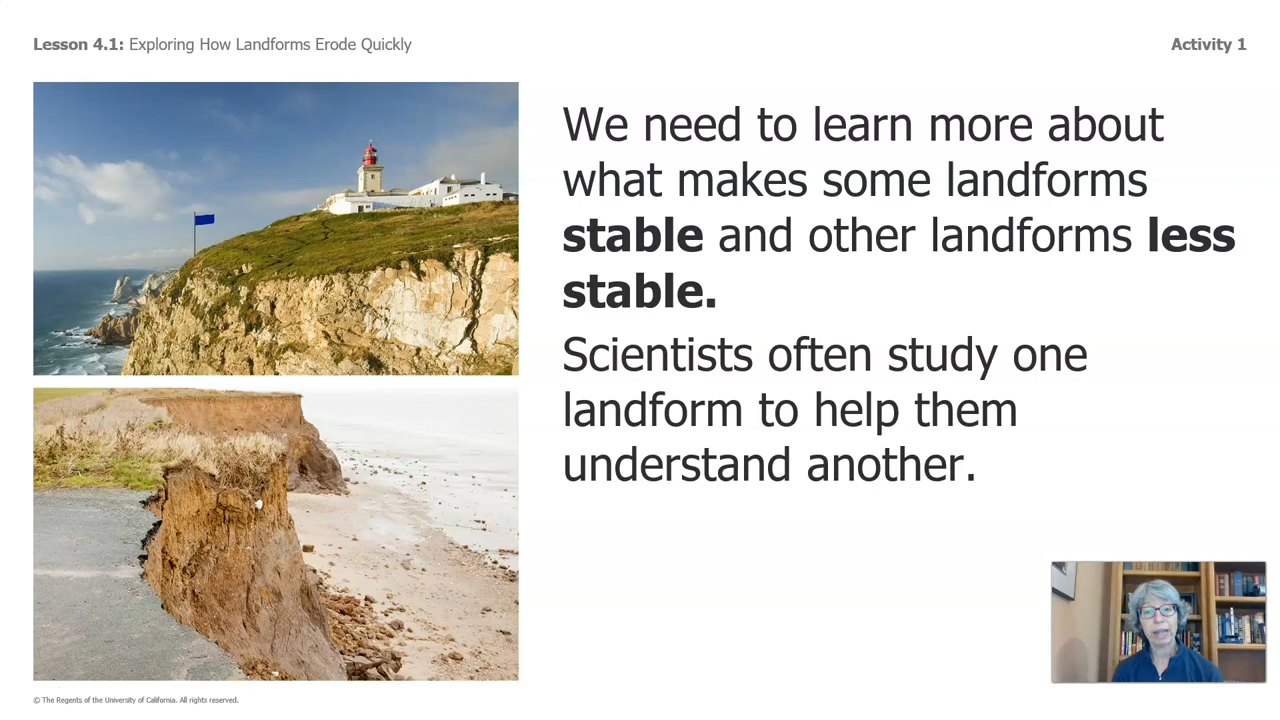 Lesson 4.1: Exploring How Landforms Erode Quickly
Activity 1
We need to learn more about
what makes some landforms
stable and other landforms less
stable.
Scientists often study one
landform to help them
understand another.
© The Regents of the University of California. All rights reserved.